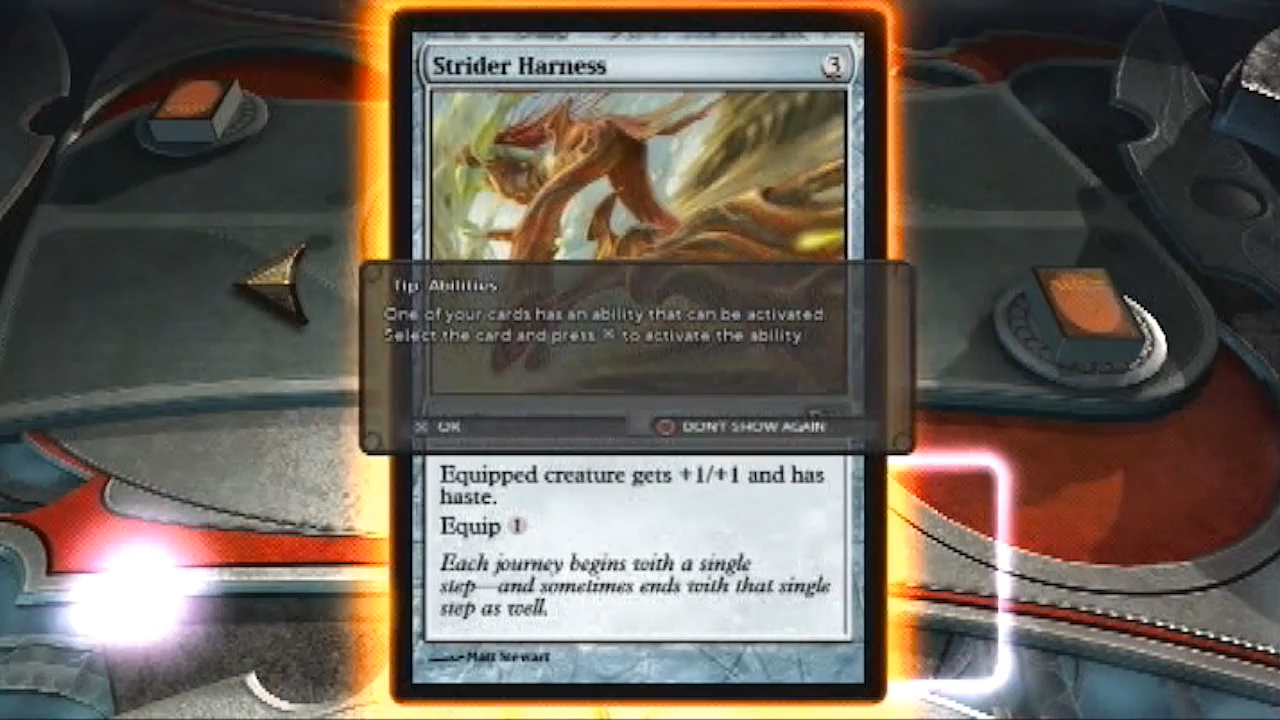 Strider Harness 3
Tip: Abilities
One of your cards has an ability that can be activated.
Select the card and press × to activate the ability.
× OK
DON'T SHOW AGAIN
Equipped creature gets +1/+1 and has
haste.
Equip 1
Each journey begins with a single
step—and sometimes ends with that single
step as well.
Matt Stewart